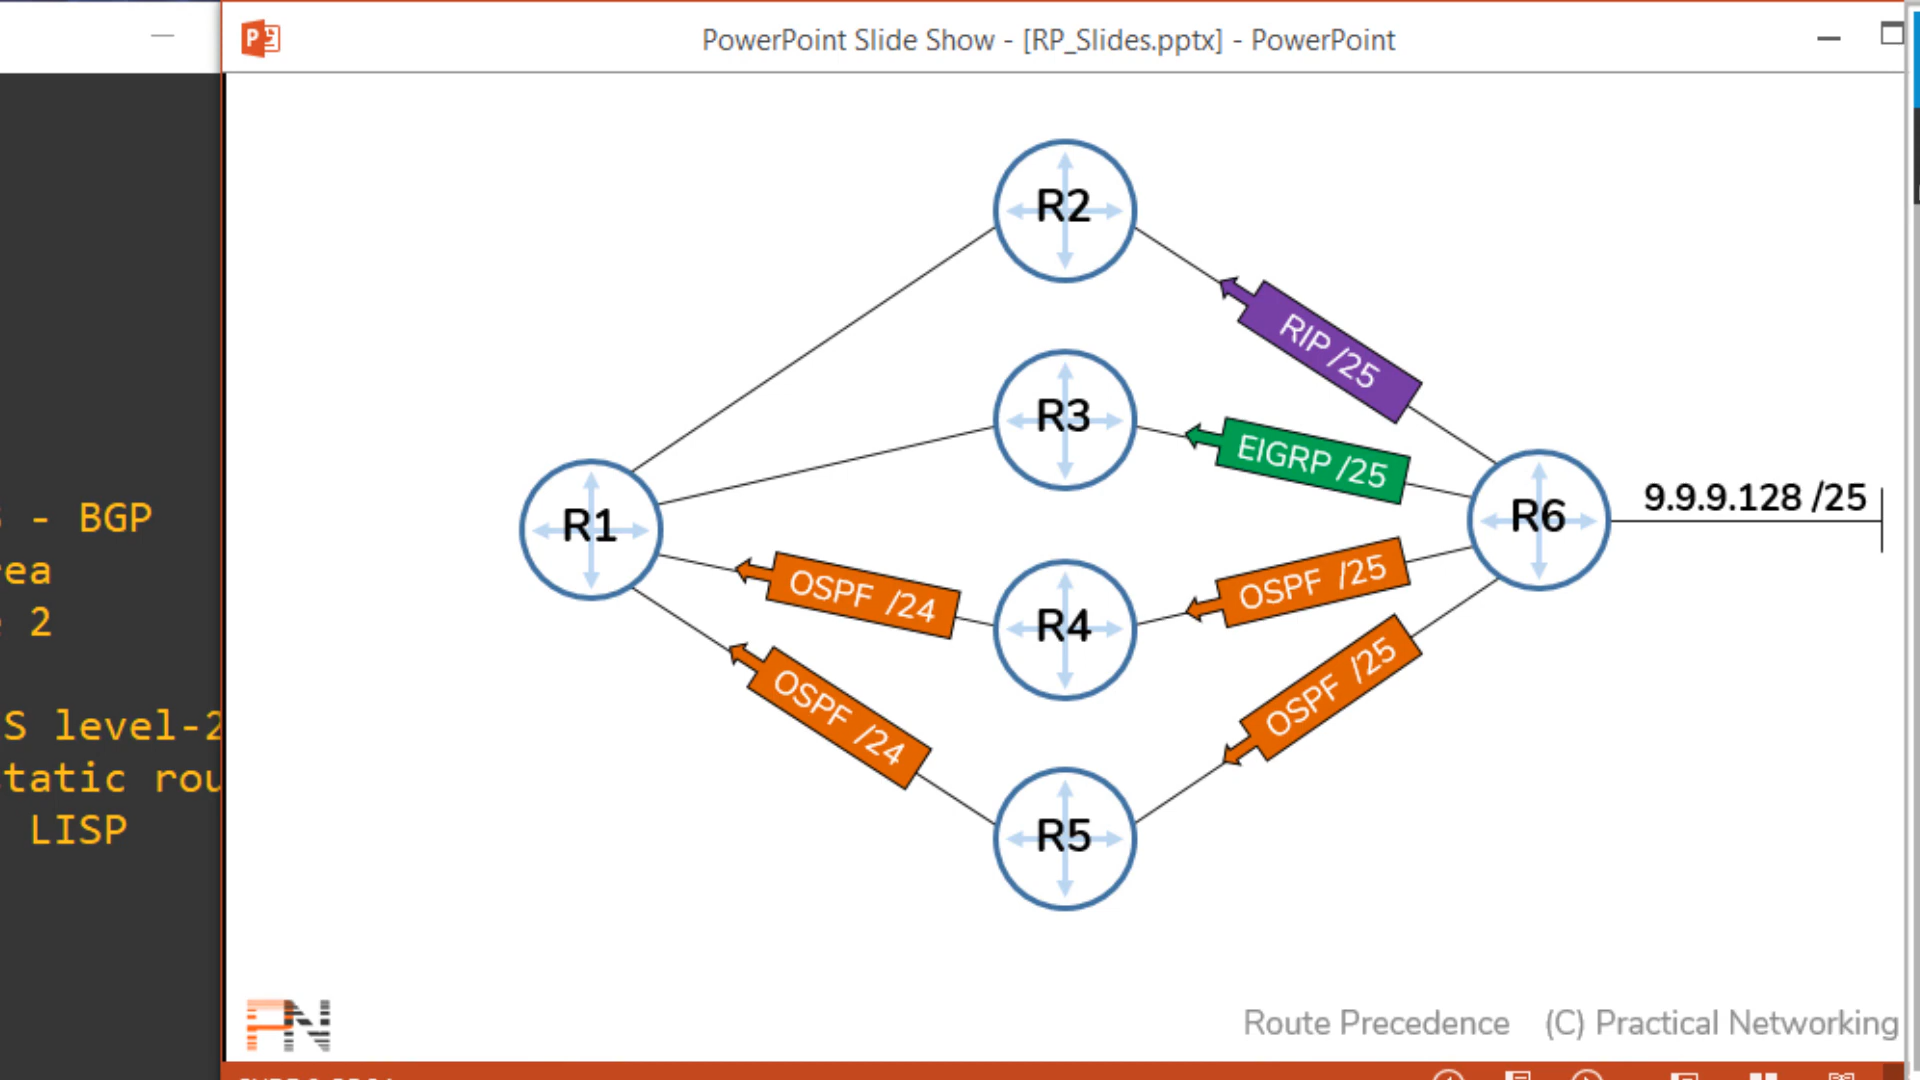 PowerPoint Slide Show - [RP_Slides.pptx] - PowerPoint
- BGP
ea
2
S level-2
tatic rou
LISP
R2
RIP /25
R3
EIGRP /25
R1
R6
9.9.9.128 /25
OSPF /24
R4
OSPF /25
OSPF /24
OSPF /25
R5
PN
Route Precedence (C) Practical Networking